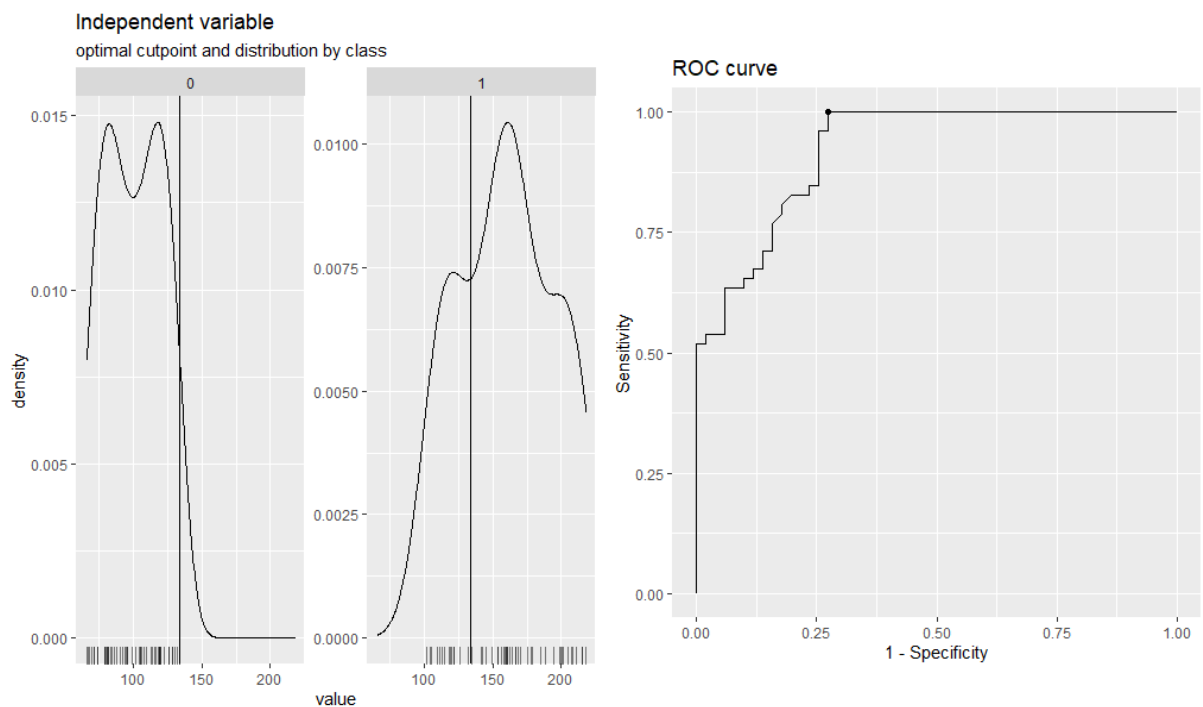 Independent variable
optimal cutpoint and distribution by class
0
1
density
0.015
0.010
0.005
0.000
0.0100
0.0075
0.0050
0.0025
0.0000
100 150 200
100 150 200
value
ROC curve
Sensitivity
1.00
0.75
0.50
0.25
0.00
0.00 0.25 0.50 0.75 1.00
1 - Specificity